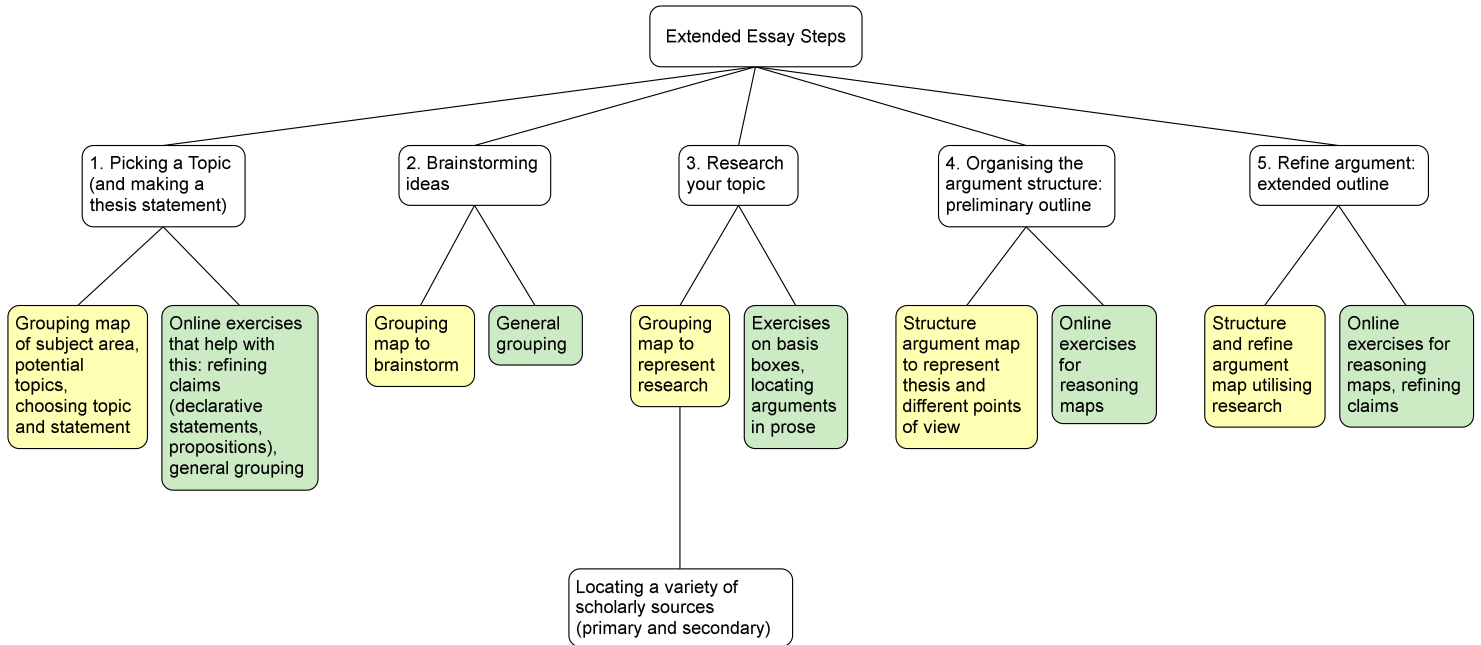 Extended Essay Steps
1. Picking a Topic
(and making a
thesis statement)
2. Brainstorming
ideas
3. Research
your topic
4. Organising the
argument structure:
preliminary outline
5. Refine argument:
extended outline
Grouping map
of subject area,
potential
topics,
choosing topic
and statement
Online exercises
that help with
this: refining
claims
(declarative
statements,
propositions),
general grouping
Grouping
map to
brainstorm
General
grouping
Grouping
map to
represent
research
Exercises
on basis
boxes,
locating
arguments
in prose
Structure
argument map
to represent
thesis and
different points
of view
Online
exercises
for
reasoning
maps
Structure
and refine
argument
map utilising
research
Online
exercises for
reasoning
maps, refining
claims
Locating a variety of
scholarly sources
(primary and secondary)